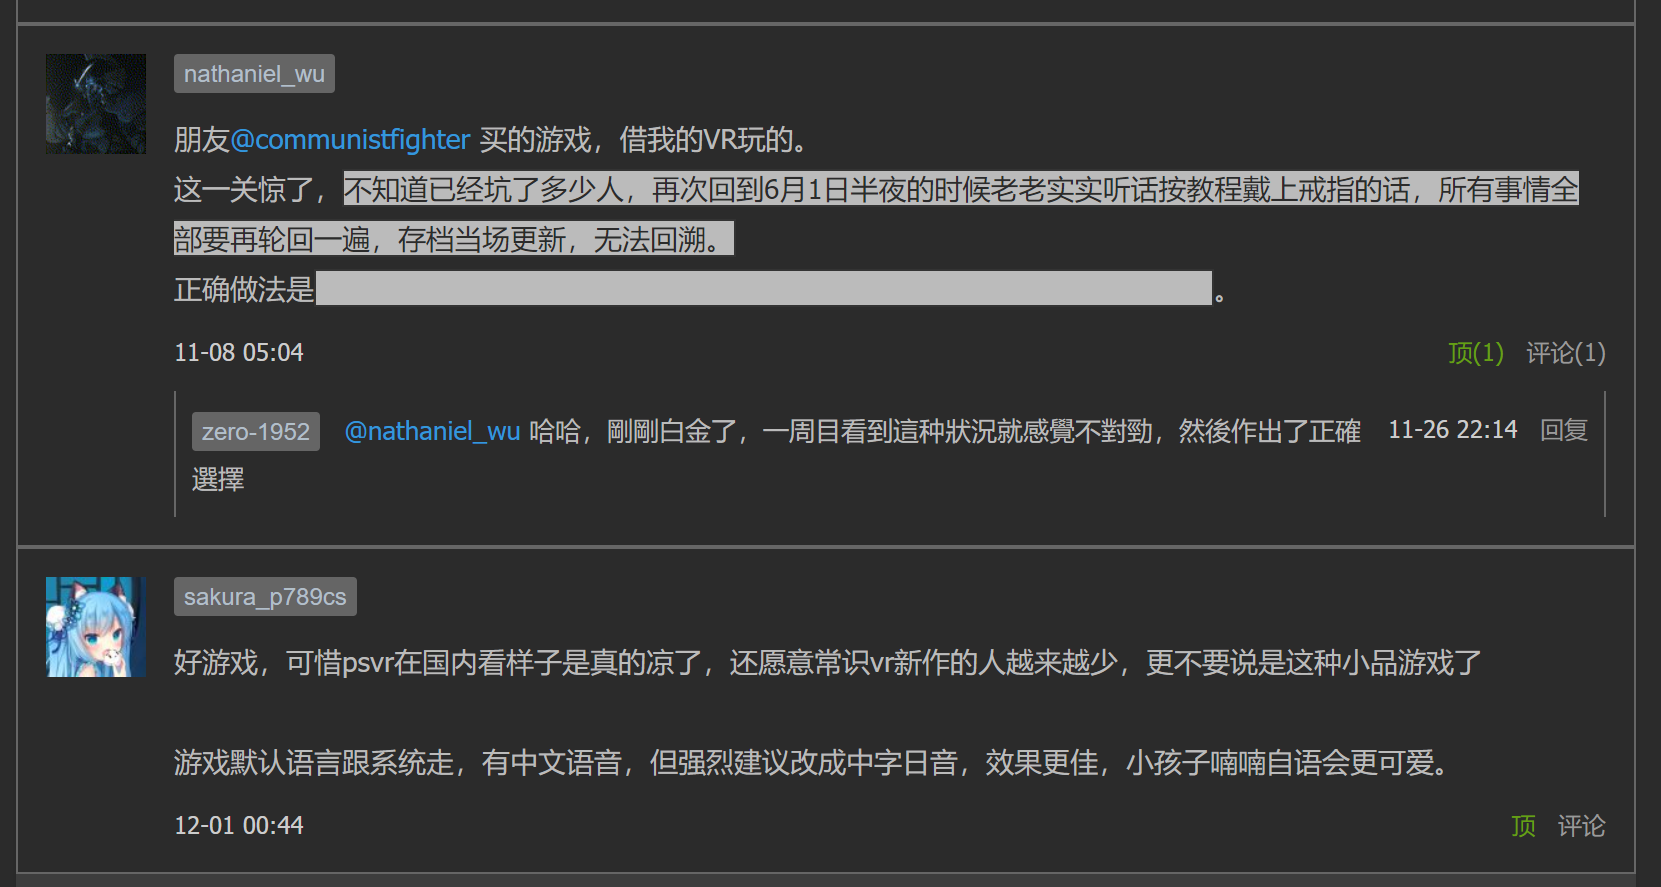 nathaniel_wu
朋友@communistfighter 买的游戏，借我的VR玩的。
这一关惊了，不知道已经坑了多少人，再次回到6月1日半夜的时候老老实实听话按教程戴上戒指的话，所有事情全
部要再轮回一遍，存档当场更新，无法回溯。
正确做法是。
11-08 05:04 顶(1) 评论(1)
zero-1952 @nathaniel_wu 哈哈，剛剛白金了，一周目看到這种狀況就感覺不對勁，然後作出了正確 11-26 22:14 回复
選擇
sakura_p789cs
好游戏，可惜psvr在国内看样子是真的凉了，还愿意常识vr新作的人越来越少，更不要说是这种小品游戏了
游戏默认语言跟系统走，有中文语音，但强烈建议改成中字日音，效果更佳，小孩子喃喃自语会更可爱。
12-01 00:44 顶 评论